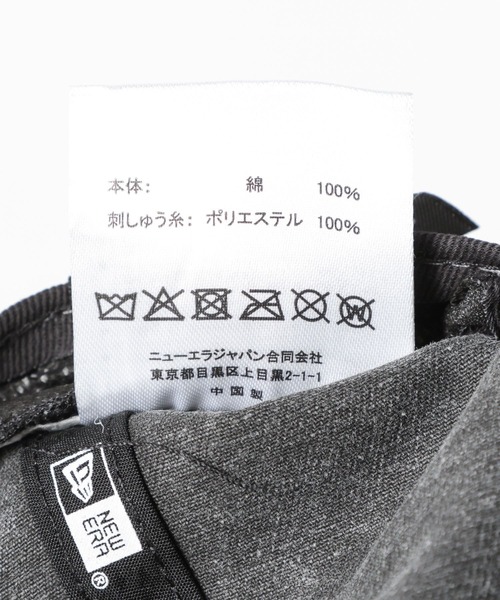 本体: 綿 100%
刺しゅう糸: ポリエステル 100%
W
ニューエラジャパン合同会社
東京都目黒区上目黒2-1-1
中国製
NEW
ERA
®